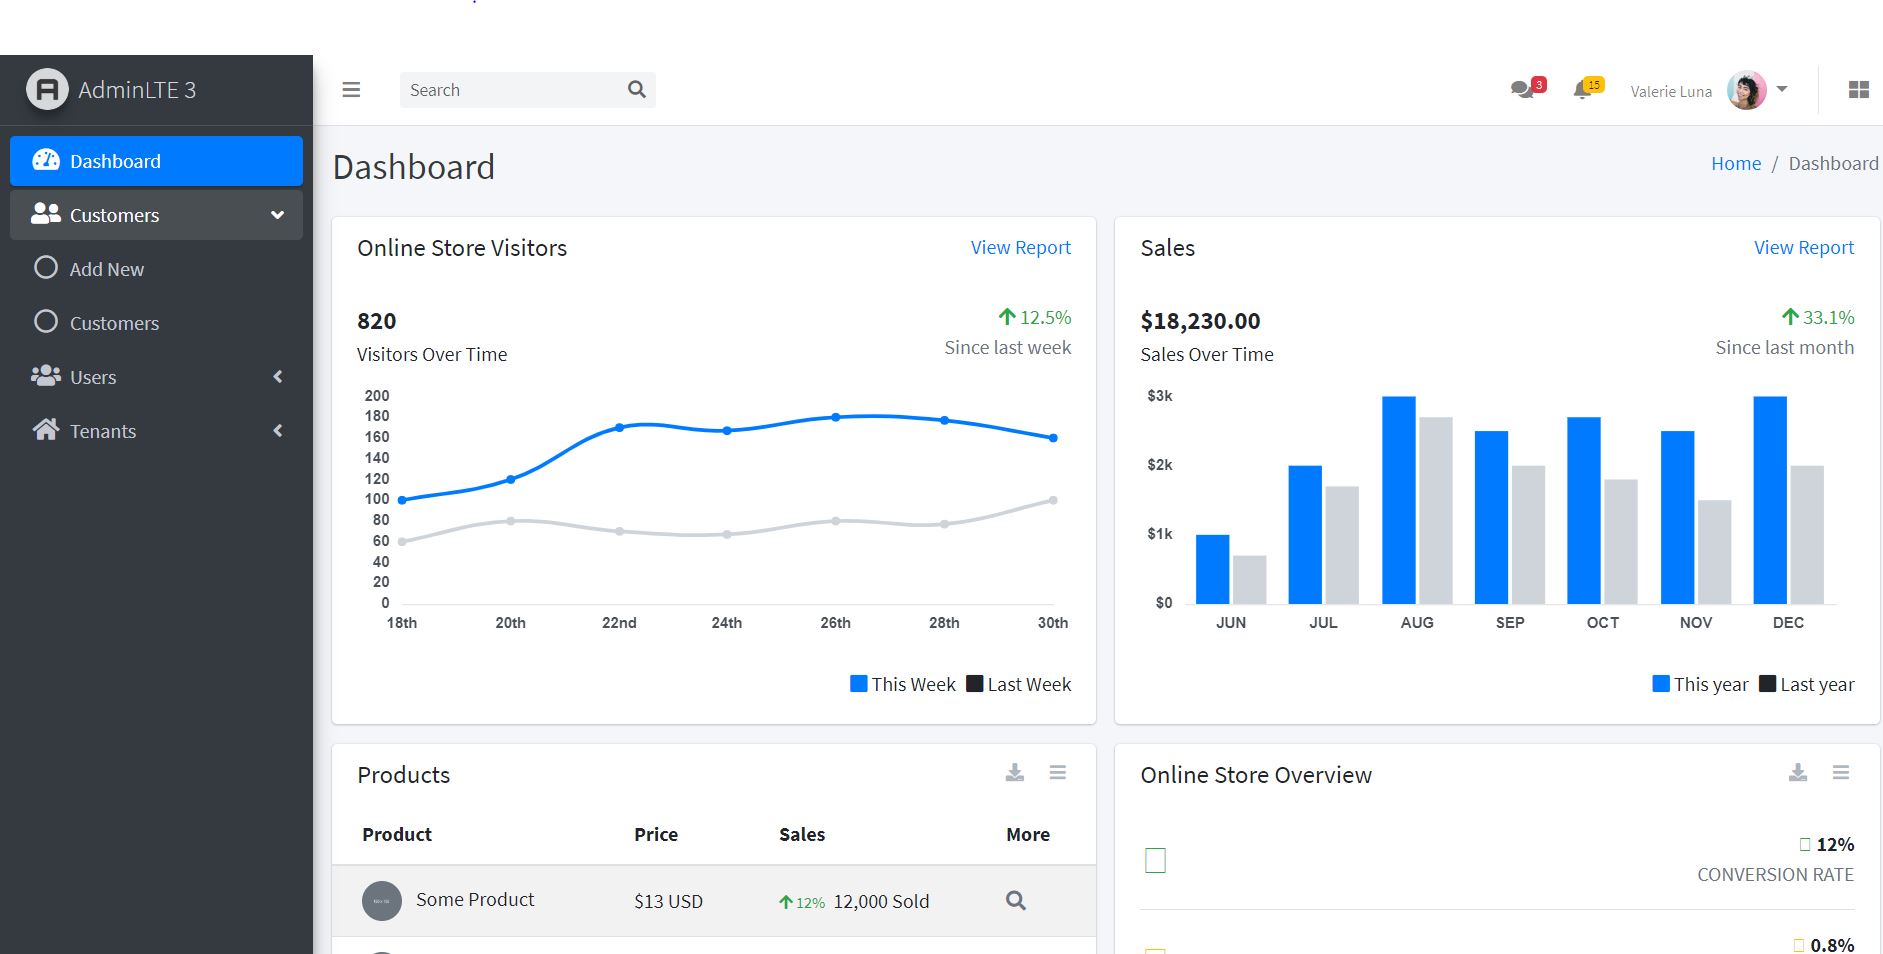 AdminLTE 3
Search
3
15
Valerie Luna
Dashboard
Customers
Add New
Customers
Users
Tenants
Dashboard
Home / Dashboard
Online Store Visitors
View Report
820
Visitors Over Time
12.5%
Since last week
200
180
160
140
120
100
80
60
40
20
0
18th 20th 22nd 24th 26th 28th 30th
This Week Last Week
Sales
View Report
$18,230.00
Sales Over Time
33.1%
Since last month
$3k
$2k
$1k
$0
JUN JUL AUG SEP OCT NOV DEC
This year Last year
Products
Product Price Sales More
Some Product $13 USD 12% 12,000 Sold
Online Store Overview
12%
CONVERSION RATE
0.8%